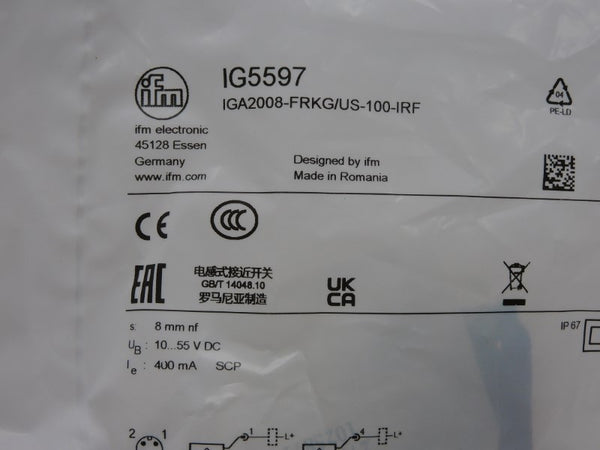 ifm
IG5597
IGA2008-FRKG/US-100-IRF
ifm electronic
45128 Essen
Germany
www.ifm.com
Designed by ifm
Made in Romania
04
PE-LD
CE
CCC
EAC
电感式接近开关
GB/T 14048.10
罗马尼亚制造
UK
CA
s: 8 mm nf
UB: 10...55 V DC
Ie: 400 mA SCP
IP 67
2 1
1 L+
4 L+